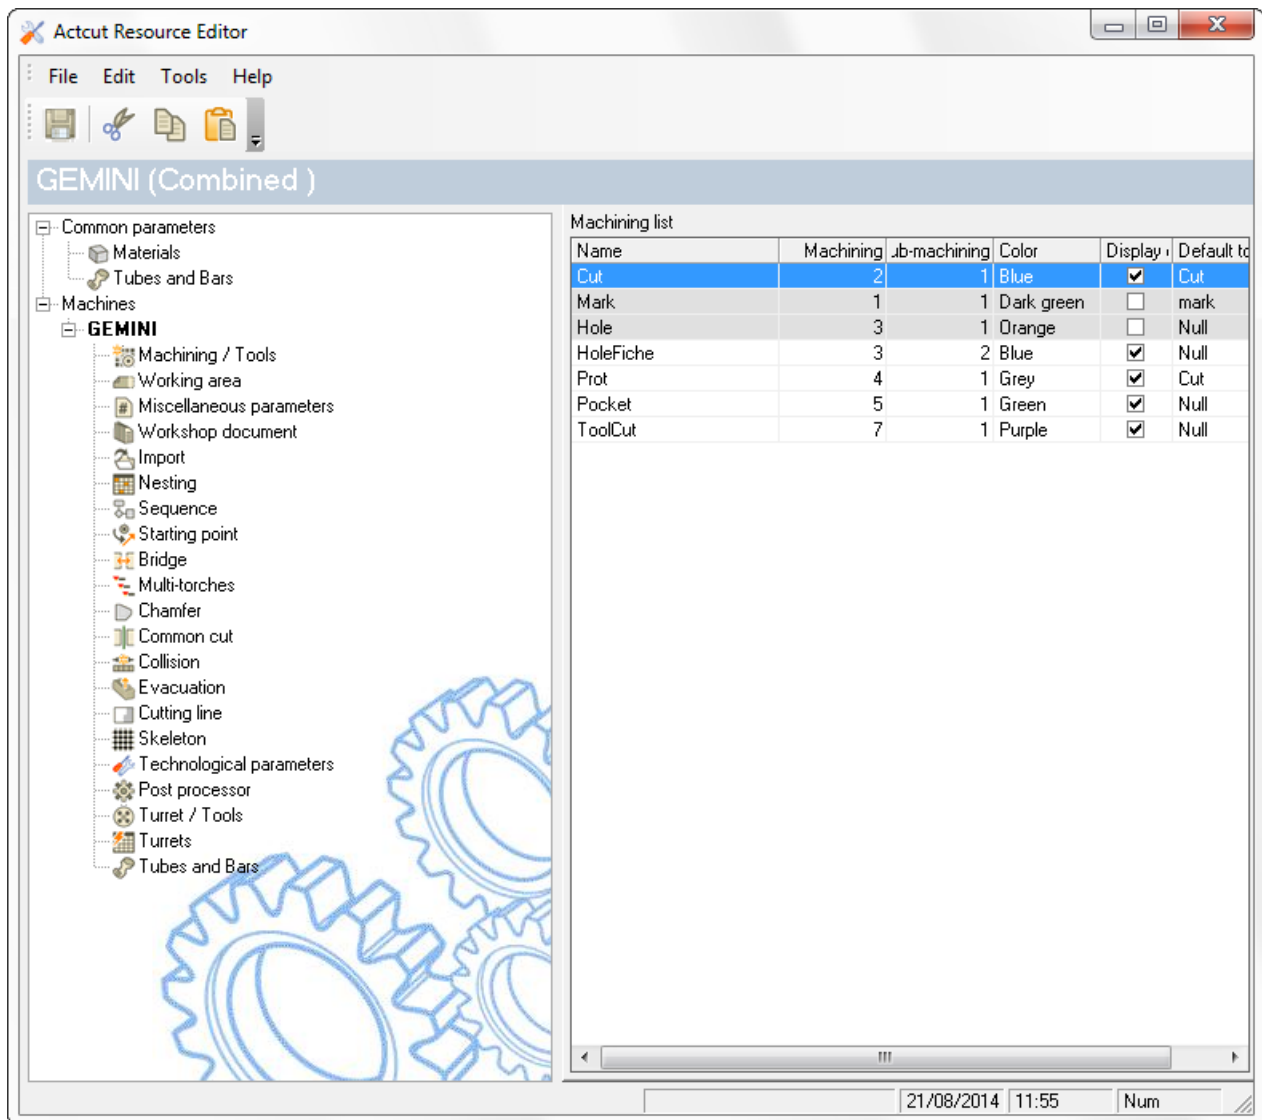 Actcut Resource Editor
File Edit Tools Help
GEMINI (Combined )
Common parameters
Materials
Tubes and Bars
Machines
GEMINI
Machining / Tools
Working area
Miscellaneous parameters
Workshop document
Import
Nesting
Sequence
Starting point
Bridge
Multi-torches
Chamfer
Common cut
Collision
Evacuation
Cutting line
Skeleton
Technological parameters
Post processor
Turret / Tools
Turrets
Tubes and Bars
Machining list
Name Machining ub-machining Color Display Default to
Cut 2 1 Blue Cut
Mark 1 1 Dark green mark
Hole 3 1 Orange Null
HoleFiche 3 2 Blue Null
Prot 4 1 Grey Cut
Pocket 5 1 Green Null
ToolCut 7 1 Purple Null
21/08/2014 11:55 Num